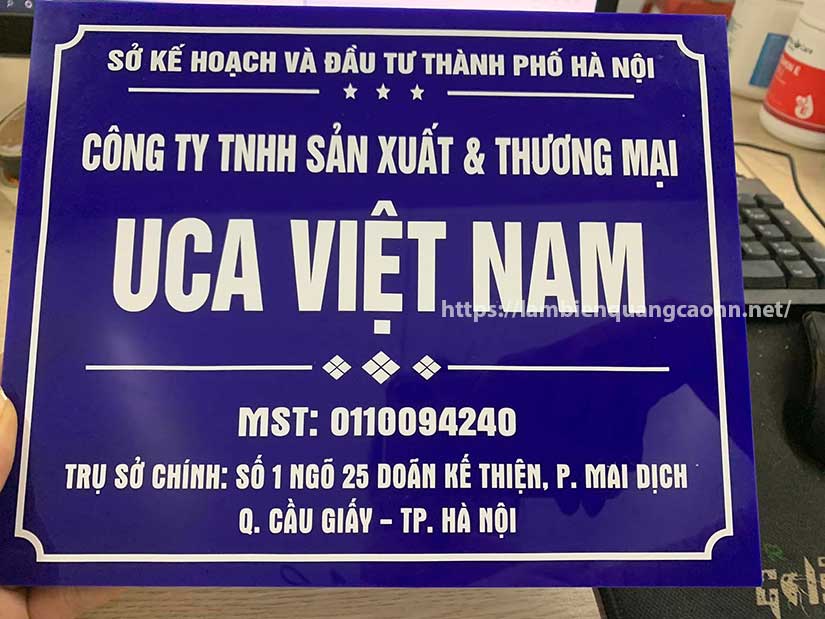 SỞ KẾ HOẠCH VÀ ĐẦU TƯ THÀNH PHỐ HÀ NỘI
CÔNG TY TNHH SẢN XUẤT & THƯƠNG MẠI
UCA VIỆT NAM
https://lambienquangcaohn.net/
MST: 0110094240
TRỤ SỞ CHÍNH: SỐ 1 NGÕ 25 DOÃN KẾ THIỆN, P. MAI DỊCH
Q. CẦU GIẤY – TP. HÀ NỘI